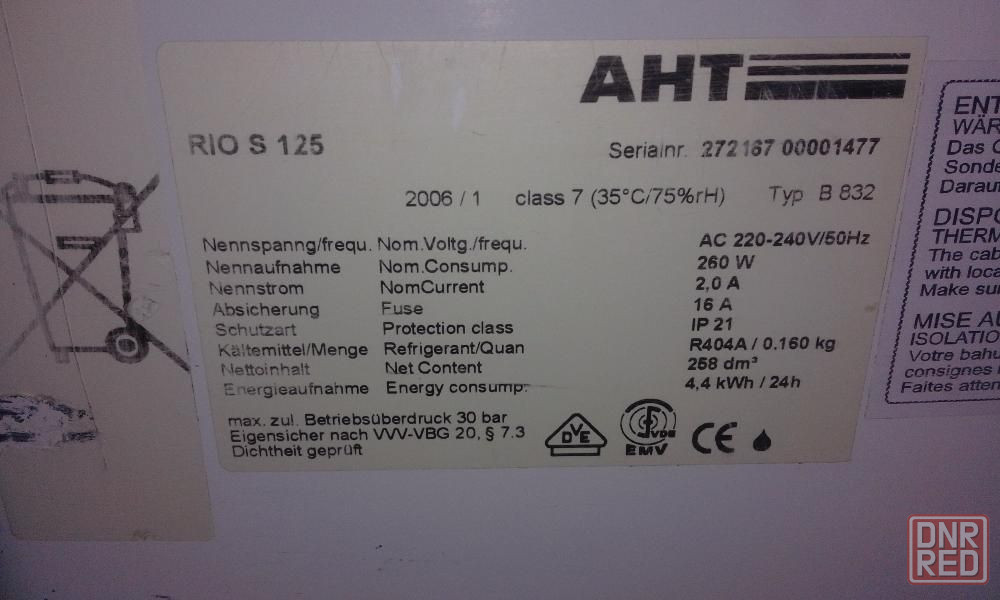 AHT
RIO S 125
Serialnr. 272167 00001477
2006 / 1 class 7 (35°C/75%rH) Typ B 832
Nennspanng/frequ. Nom.Voltg./frequ. AC 220-240V/50Hz
Nennaufnahme Nom.Consump. 260 W
Nennstrom NomCurrent 2,0 A
Absicherung Fuse 16 A
Schutzart Protection class IP 21
Kältemittel/Menge Refrigerant/Quan R404A / 0.160 kg
Nettoinhalt Net Content 258 dm³
Energieaufnahme Energy consump. 4,4 kWh / 24h
max. zul. Betriebsüberdruck 30 bar
Eigensicher nach VVV-VBG 20, § 7.3
Dichtheit geprüft
DVE
VDE
EMV
CE
Das
DISPO
THERM
The cab
with loca
Make su
MISE AU
ISOLATIO
Votre bahu
consignes
Faites atten
DNR
RED